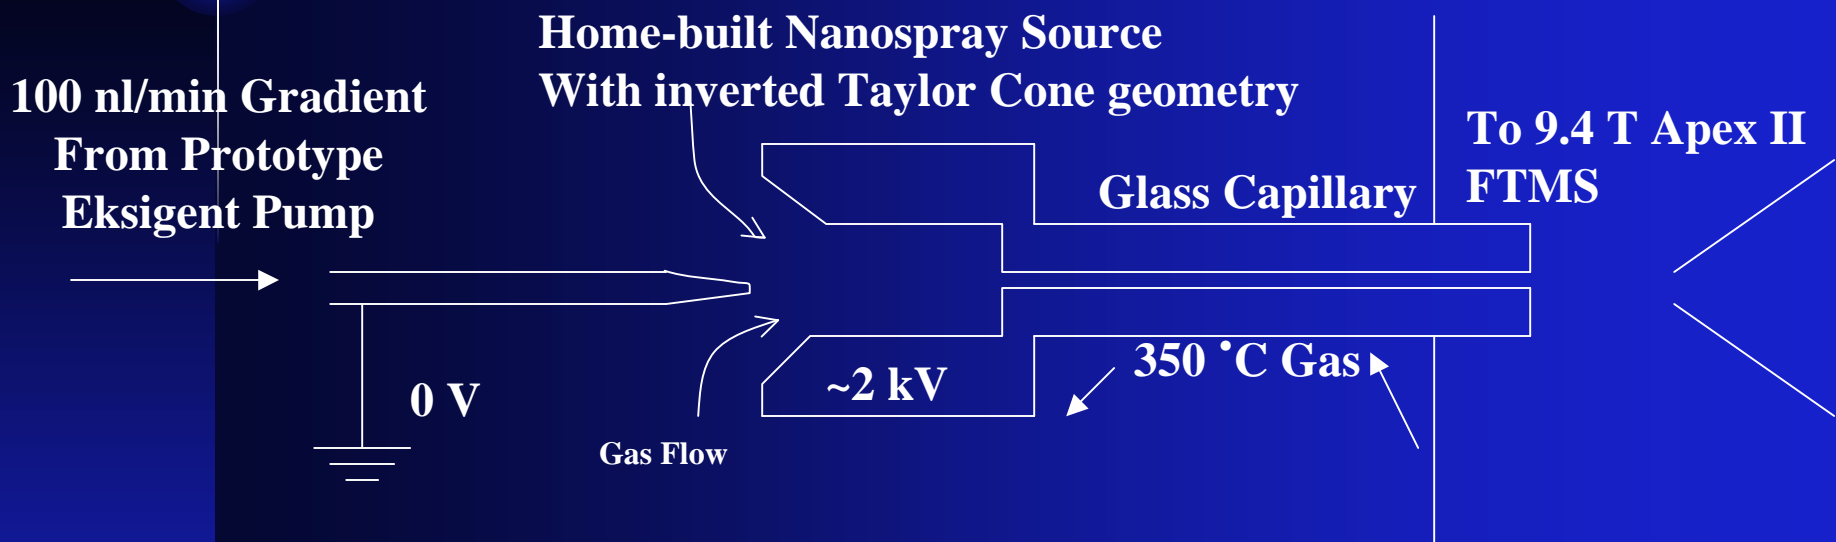 100 nl/min Gradient
From Prototype
Eksigent Pump
Home-built Nanospray Source
With inverted Taylor Cone geometry
To 9.4 T Apex II
FTMS
Glass Capillary
350 ˚C Gas
~2 kV
0 V
Gas Flow